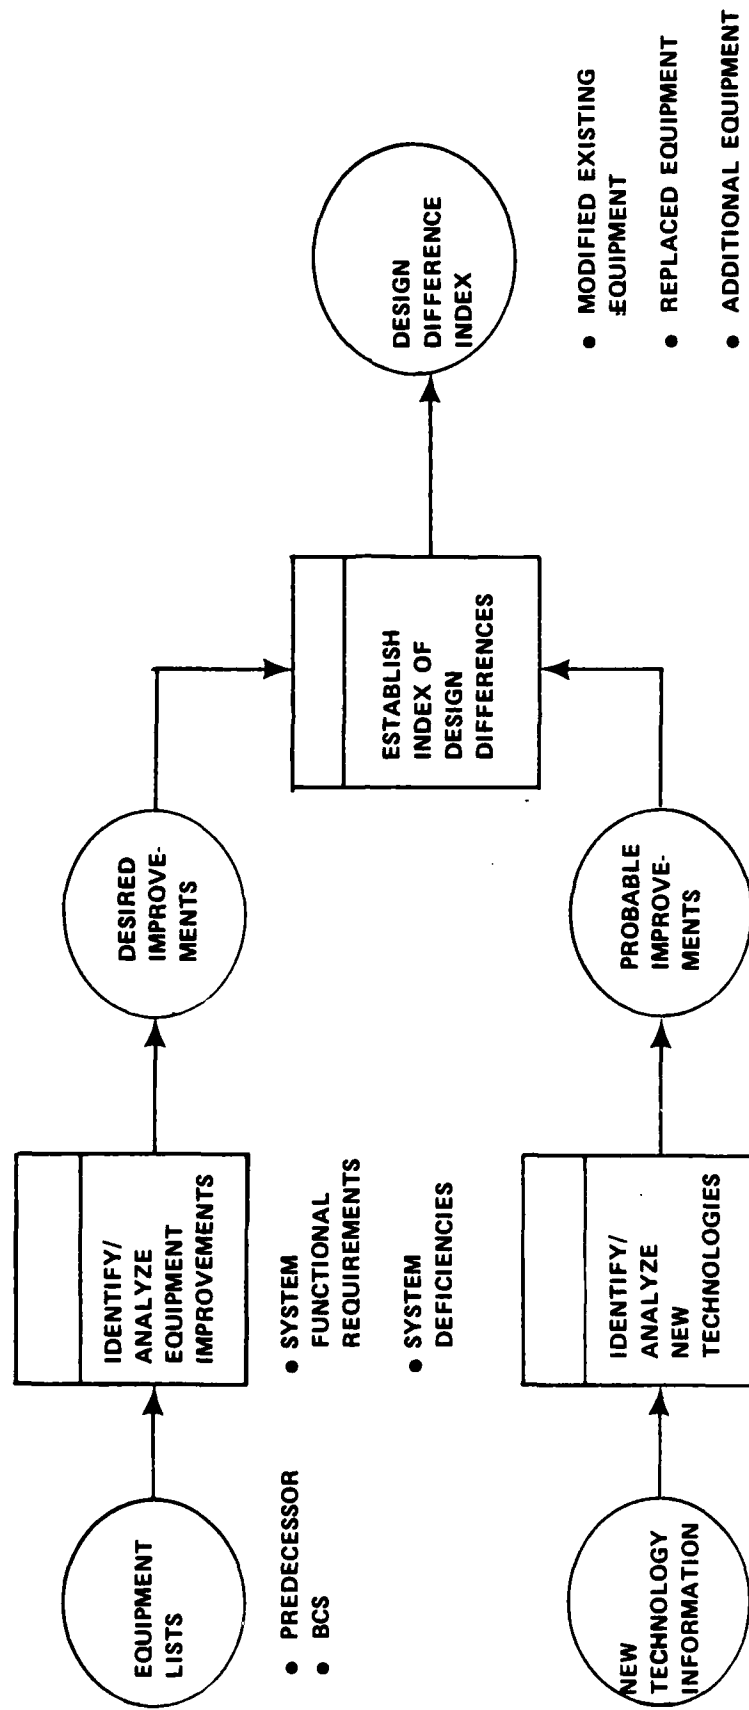 EQUIPMENT
LISTS
● PREDECESSOR
● BCS
IDENTIFY/
ANALYZE
EQUIPMENT
IMPROVEMENTS
● SYSTEM
FUNCTIONAL
REQUIREMENTS
● SYSTEM
DEFICIENCIES
DESIRED
IMPROVE-
MENTS
NEW
TECHNOLOGY
INFORMATION
IDENTIFY/
ANALYZE
NEW
TECHNOLOGIES
PROBABLE
IMPROVE-
MENTS
ESTABLISH
INDEX OF
DESIGN
DIFFERENCES
DESIGN
DIFFERENCE
INDEX
● MODIFIED EXISTING
EQUIPMENT
● REPLACED EQUIPMENT
● ADDITIONAL EQUIPMENT